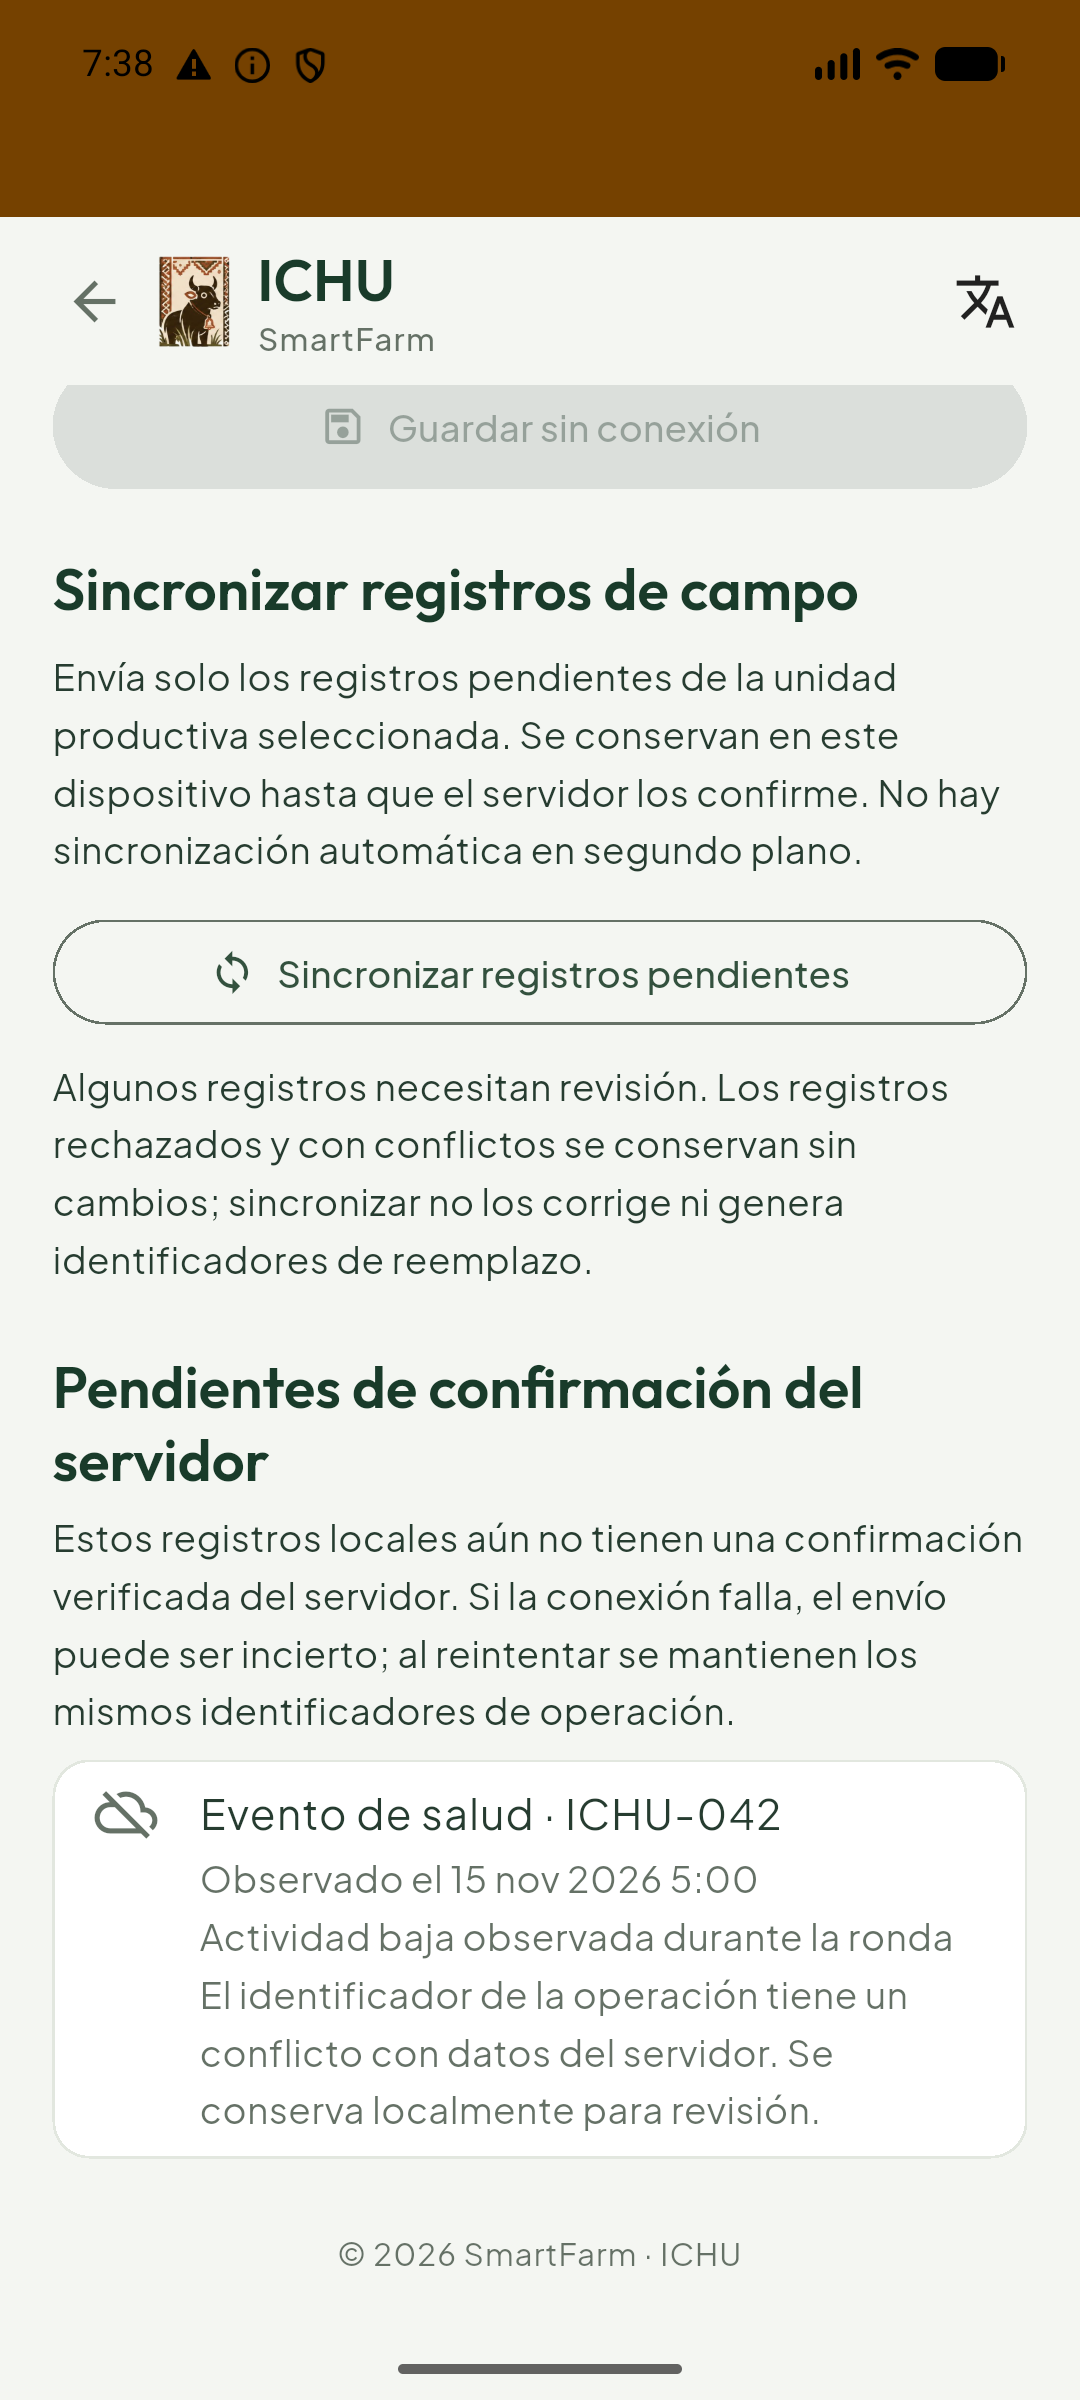 7:38
ICHU
SmartFarm
Guardar sin conexión
Sincronizar registros de campo
Envía solo los registros pendientes de la unidad
productiva seleccionada. Se conservan en este
dispositivo hasta que el servidor los confirme. No hay
sincronización automática en segundo plano.
Sincronizar registros pendientes
Algunos registros necesitan revisión. Los registros
rechazados y con conflictos se conservan sin
cambios; sincronizar no los corrige ni genera
identificadores de reemplazo.
Pendientes de confirmación del
servidor
Estos registros locales aún no tienen una confirmación
verificada del servidor. Si la conexión falla, el envío
puede ser incierto; al reintentar se mantienen los
mismos identificadores de operación.
Evento de salud · ICHU-042
Observado el 15 nov 2026 5:00
Actividad baja observada durante la ronda
El identificador de la operación tiene un
conflicto con datos del servidor. Se
conserva localmente para revisión.
© 2026 SmartFarm · ICHU